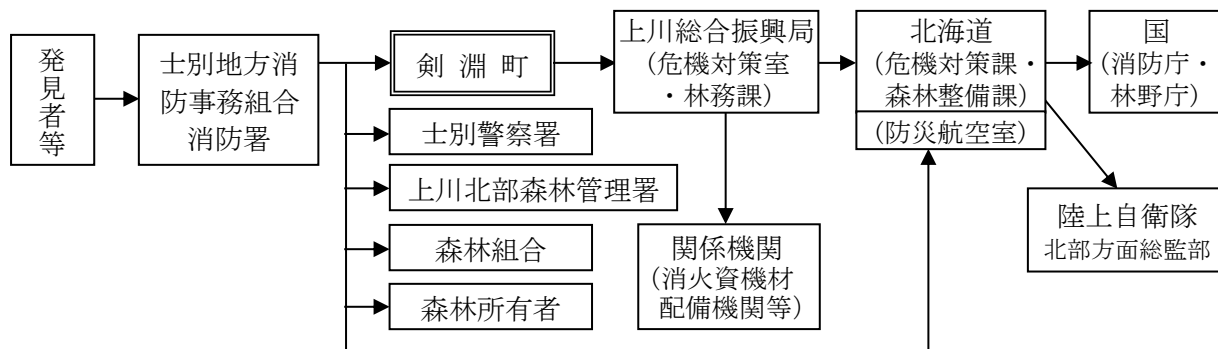 発見者等
士別地方消
防事務組合
消防署
剣淵町
士別警察署
上川北部森林管理署
森林組合
森林所有者
上川総合振興局
(危機対策室
・林務課)
関係機関
(消火資機材
配備機関等)
北海道
(危機対策課・
森林整備課)
(防災航空室)
国
(消防庁・
林野庁)
陸上自衛隊
北部方面総監部